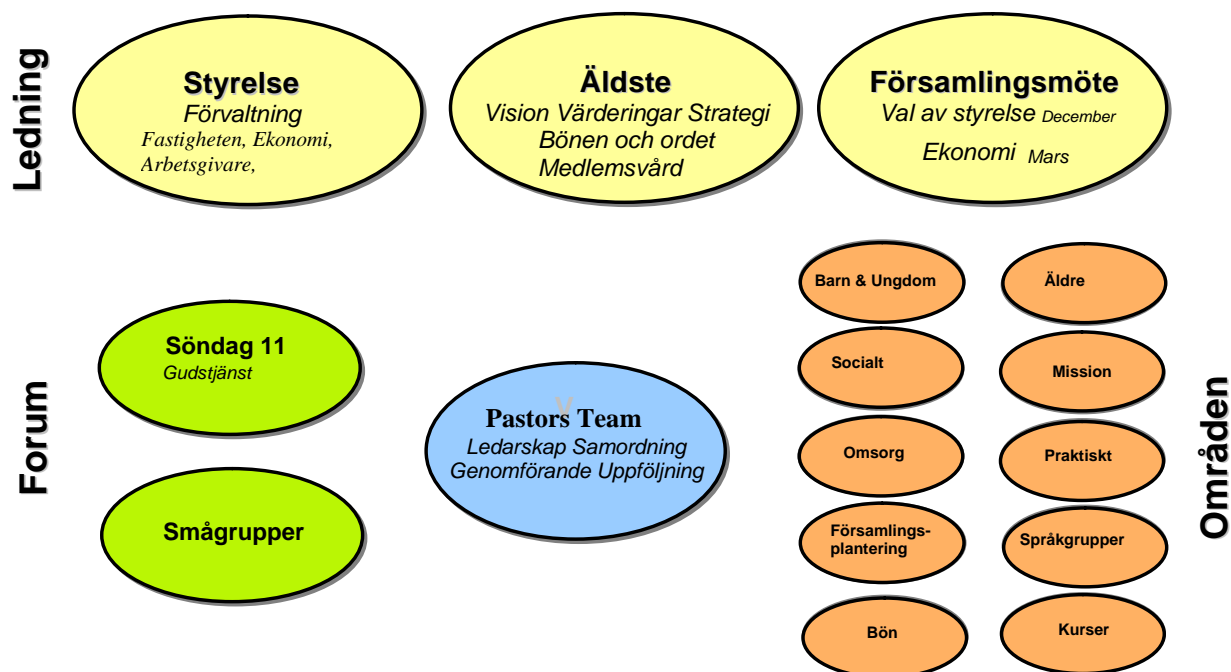 Ledning
Styrelse
Förvaltning
Fastigheten, Ekonomi,
Arbetsgivare,
Äldste
Vision Värderingar Strategi
Bönen och ordet
Medlemsvård
Församlingsmöte
Val av styrelse December
Ekonomi Mars
Forum
Söndag 11
Gudstjänst
Smågrupper
V
Pastors Team
Ledarskap Samordning
Genomförande Uppföljning
Områden
Barn & Ungdom
Äldre
Socialt
Mission
Omsorg
Praktiskt
Församlings-
plantering
Språkgrupper
Bön
Kurser